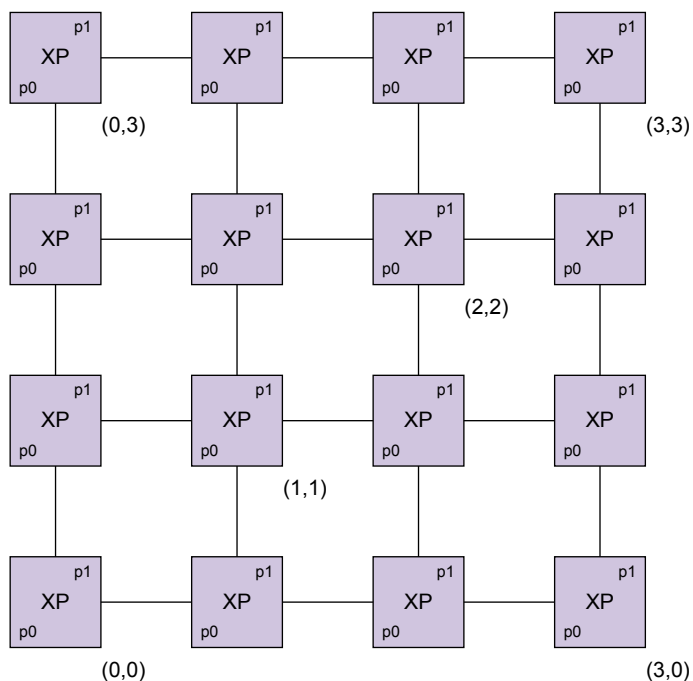 p1 p1 p1 p1
XP XP XP XP
p0 p0 p0 p0
(0,3) (3,3)
p1 p1 p1 p1
XP XP XP XP
p0 p0 p0 p0
(2,2)
p1 p1 p1 p1
XP XP XP XP
p0 p0 p0 p0
(1,1)
p1 p1 p1 p1
XP XP XP XP
p0 p0 p0 p0
(0,0) (3,0)